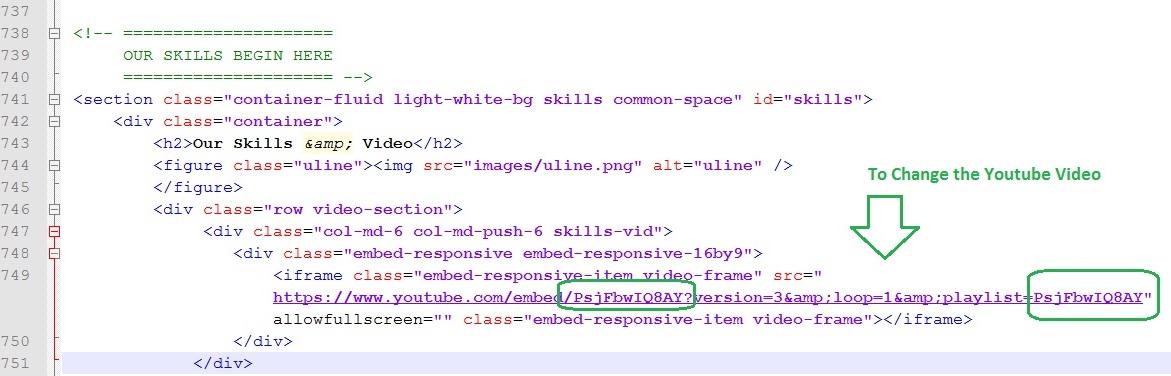 737
738 <!-- =====================
739 OUR SKILLS BEGIN HERE
740 ===================== -->
741 <section class="container-fluid light-white-bg skills common-space" id="skills">
742 <div class="container">
743 <h2>Our Skills &amp; Video</h2>
744 <figure class="uline"><img src="images/uline.png" alt="uline" />
745 </figure>
To Change the Youtube Video
746 <div class="row video-section">
747 <div class="col-md-6 col-md-push-6 skills-vid">
748 <div class="embed-responsive embed-responsive-16by9">
749 <iframe class="embed-responsive-item video-frame" src="
https://www.youtube.com/embed/PsjFbwIQ8AY?version=3&amp;loop=1&amp;playlist=PsjFbwIQ8AY"
allowfullscreen="" class="embed-responsive-item video-frame"></iframe>
750 </div>
751 </div>